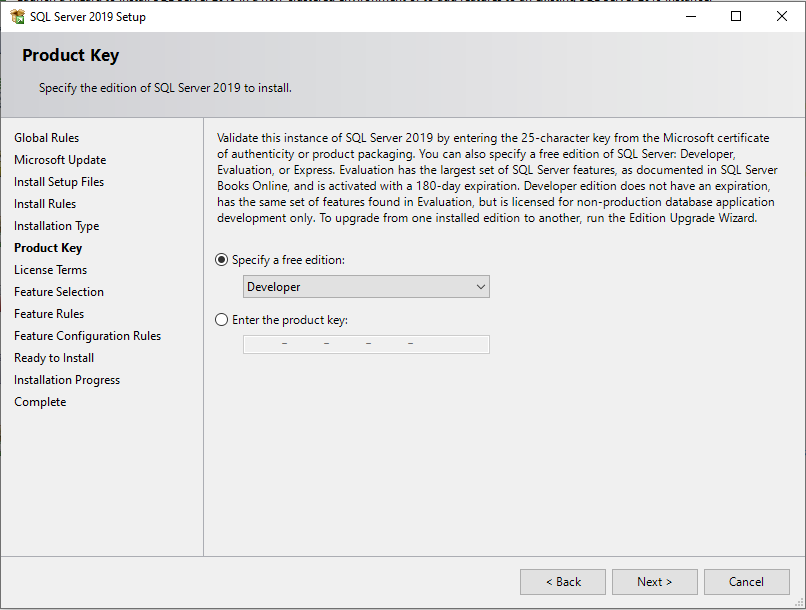 SQL Server 2019 Setup
Product Key
Specify the edition of SQL Server 2019 to install.
Global Rules
Microsoft Update
Install Setup Files
Install Rules
Installation Type
Product Key
License Terms
Feature Selection
Feature Rules
Feature Configuration Rules
Ready to Install
Installation Progress
Complete
Validate this instance of SQL Server 2019 by entering the 25-character key from the Microsoft certificate
of authenticity or product packaging. You can also specify a free edition of SQL Server: Developer,
Evaluation, or Express. Evaluation has the largest set of SQL Server features, as documented in SQL Server
Books Online, and is activated with a 180-day expiration. Developer edition does not have an expiration,
has the same set of features found in Evaluation, but is licensed for non-production database application
development only. To upgrade from one installed edition to another, run the Edition Upgrade Wizard.
Specify a free edition:
Developer
Enter the product key:
- - - -
< Back
Next >
Cancel